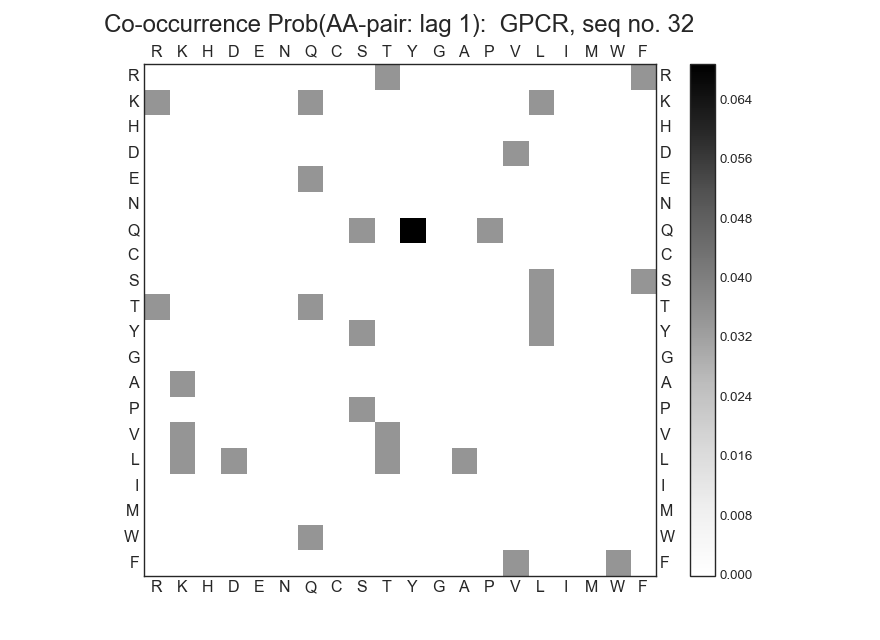 Co-occurrence Prob(AA-pair: lag 1):  GPCR, seq no. 32
R K H D E N Q C S T Y G A P V L I M W F
R R
K K
H H
D D
E E
N N
Q Q
C C
S S
T T
Y Y
G G
A A
P P
V V
L L
I I
M M
W W
F F
R K H D E N Q C S T Y G A P V L I M W F
0.064
0.056
0.048
0.040
0.032
0.024
0.016
0.008
0.000